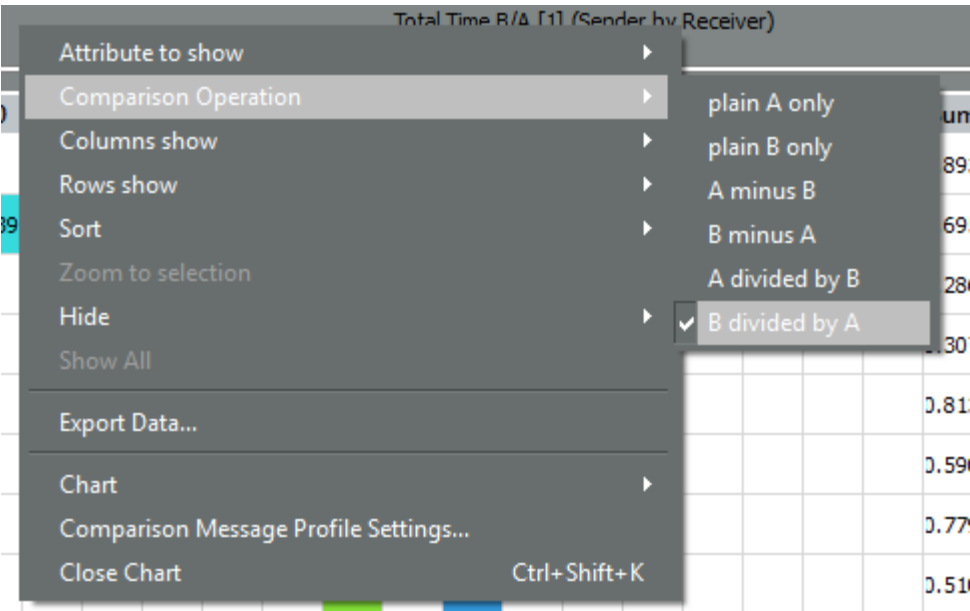 Total Time B/A [1] (Sender by Receiver)
Attribute to show
Comparison Operation
Columns show
Rows show
Sort
Zoom to selection
Hide
Show All
Export Data...
Chart
Comparison Message Profile Settings...
Close Chart Ctrl+Shift+K
plain A only
plain B only
A minus B
B minus A
A divided by B
B divided by A